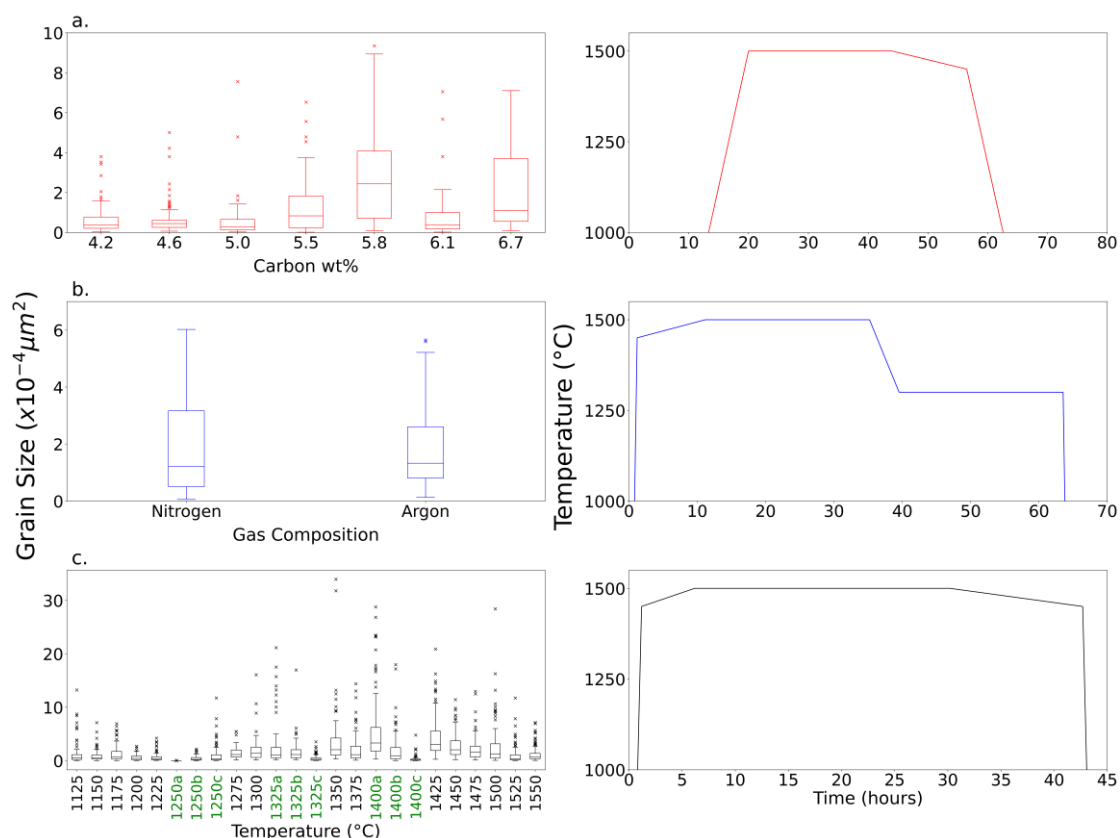 a.
10
8
6
4
2
0
4.2 4.6 5.0 5.5 5.8 6.1 6.7
Carbon wt%
1500
1250
1000
0 10 20 30 40 50 60 70 80
b.
6
4
2
0
Nitrogen Argon
Gas Composition
1500
1250
1000
0 10 20 30 40 50 60 70
Grain Size (x10⁻⁴μm²)
Temperature (°C)
c.
30
20
10
0
1125 1150 1175 1200 1225 1250a 1250b 1250c 1275 1300 1325a 1325b 1325c 1350 1375 1400a 1400b 1400c 1425 1450 1475 1500 1525 1550
Temperature (°C)
1500
1250
1000
0 5 10 15 20 25 30 35 40 45
Time (hours)